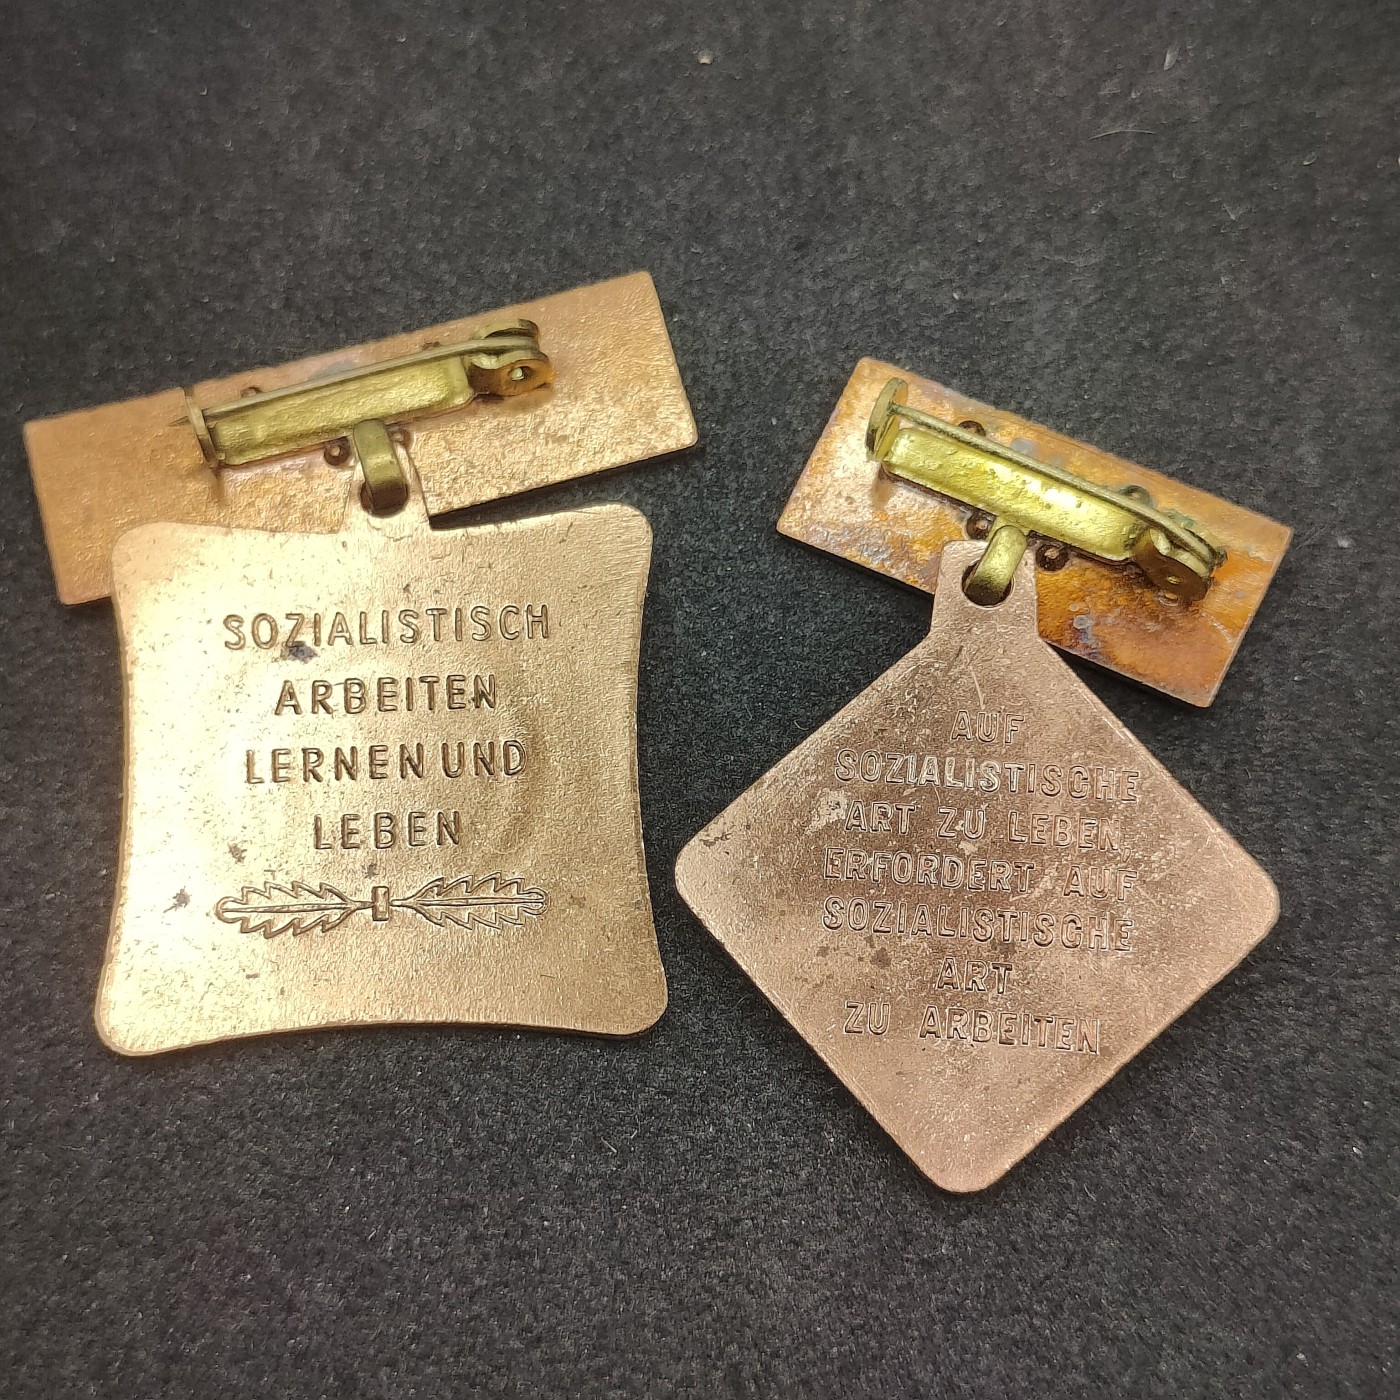 SOZIALISTISCH
ARBEITEN
LERNEN UND
LEBEN
AUF
SOZIALISTISCHE
ART ZU LEBEN,
ERFORDERT AUF
SOZIALISTISCHE
ART
ZU ARBEITEN